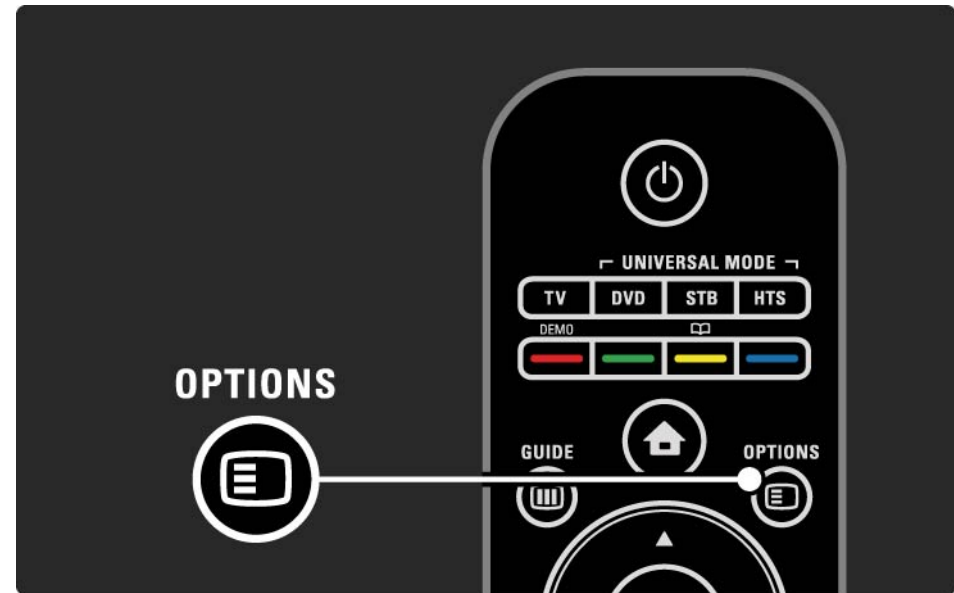 UNIVERSAL MODE
TV DVD STB HTS
DEMO
OPTIONS
GUIDE OPTIONS